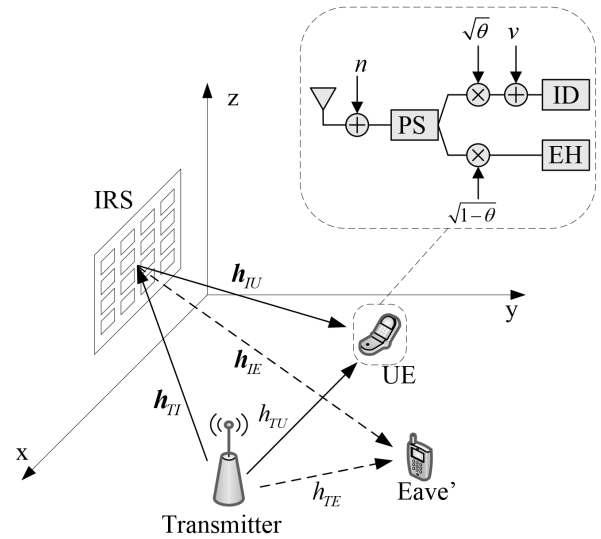 √θ
v
n
PS
ID
EH
√1−θ
z
IRS
h_IU
y
UE
h_IE
h_TI
h_TU
x
h_TE
Eave'
Transmitter